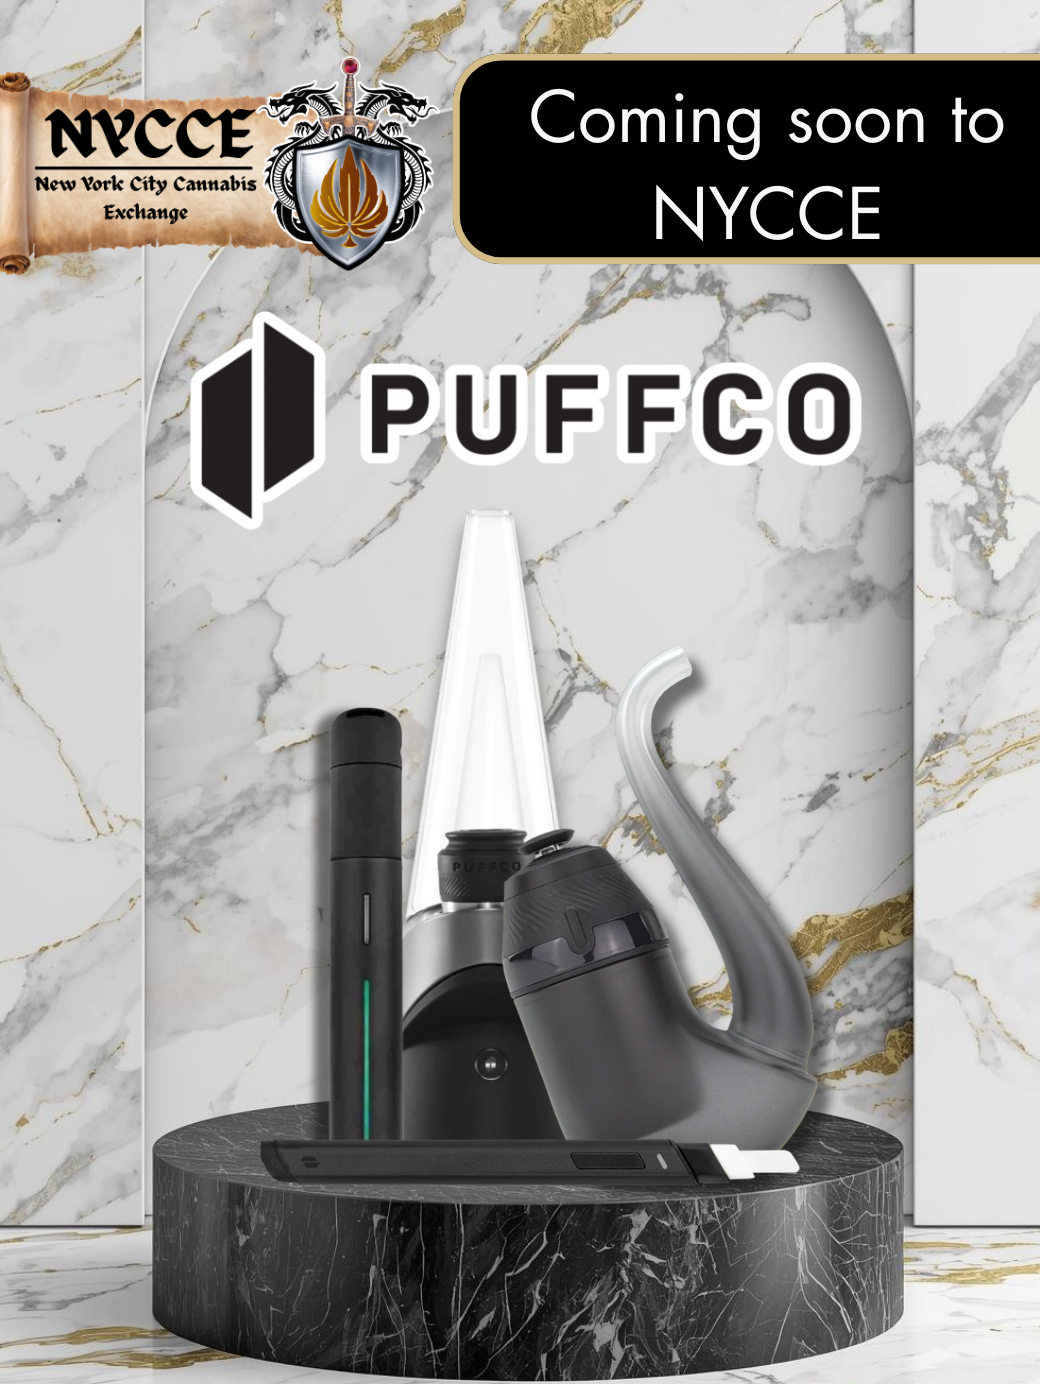 NYCCE
New York City Cannabis
Exchange
Coming soon to
NYCCE
PUFFCO
PUFFCO